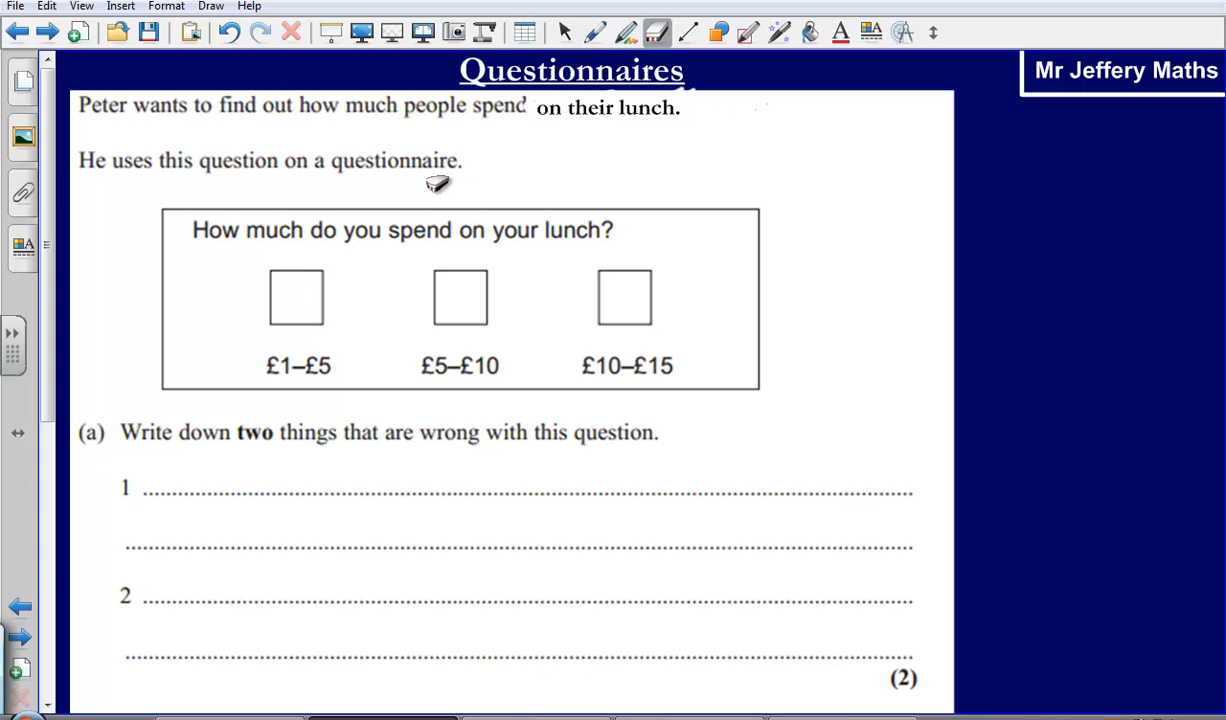 File Edit View Insert Format Draw Help
Questionnaires
Mr Jeffery Maths
Peter wants to find out how much people spend on their lunch.
He uses this question on a questionnaire.
How much do you spend on your lunch?
£1–£5 £5–£10 £10–£15
(a) Write down two things that are wrong with this question.
1
2
(2)